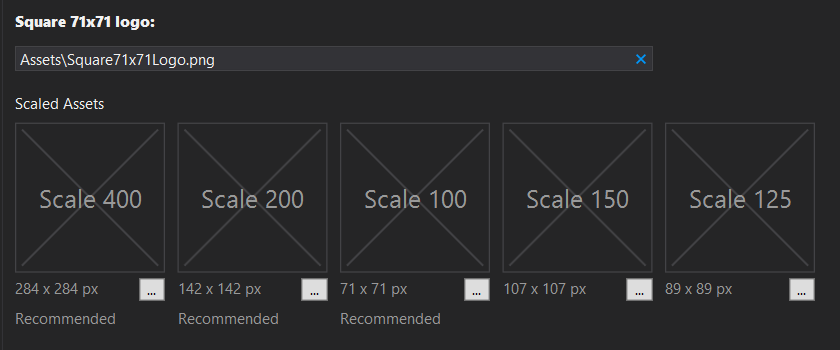 Square 71x71 logo:
Assets\Square71x71Logo.png
Scaled Assets
Scale 400 Scale 200 Scale 100 Scale 150 Scale 125
284 x 284 px ... 142 x 142 px ... 71 x 71 px ... 107 x 107 px ... 89 x 89 px ...
Recommended Recommended Recommended